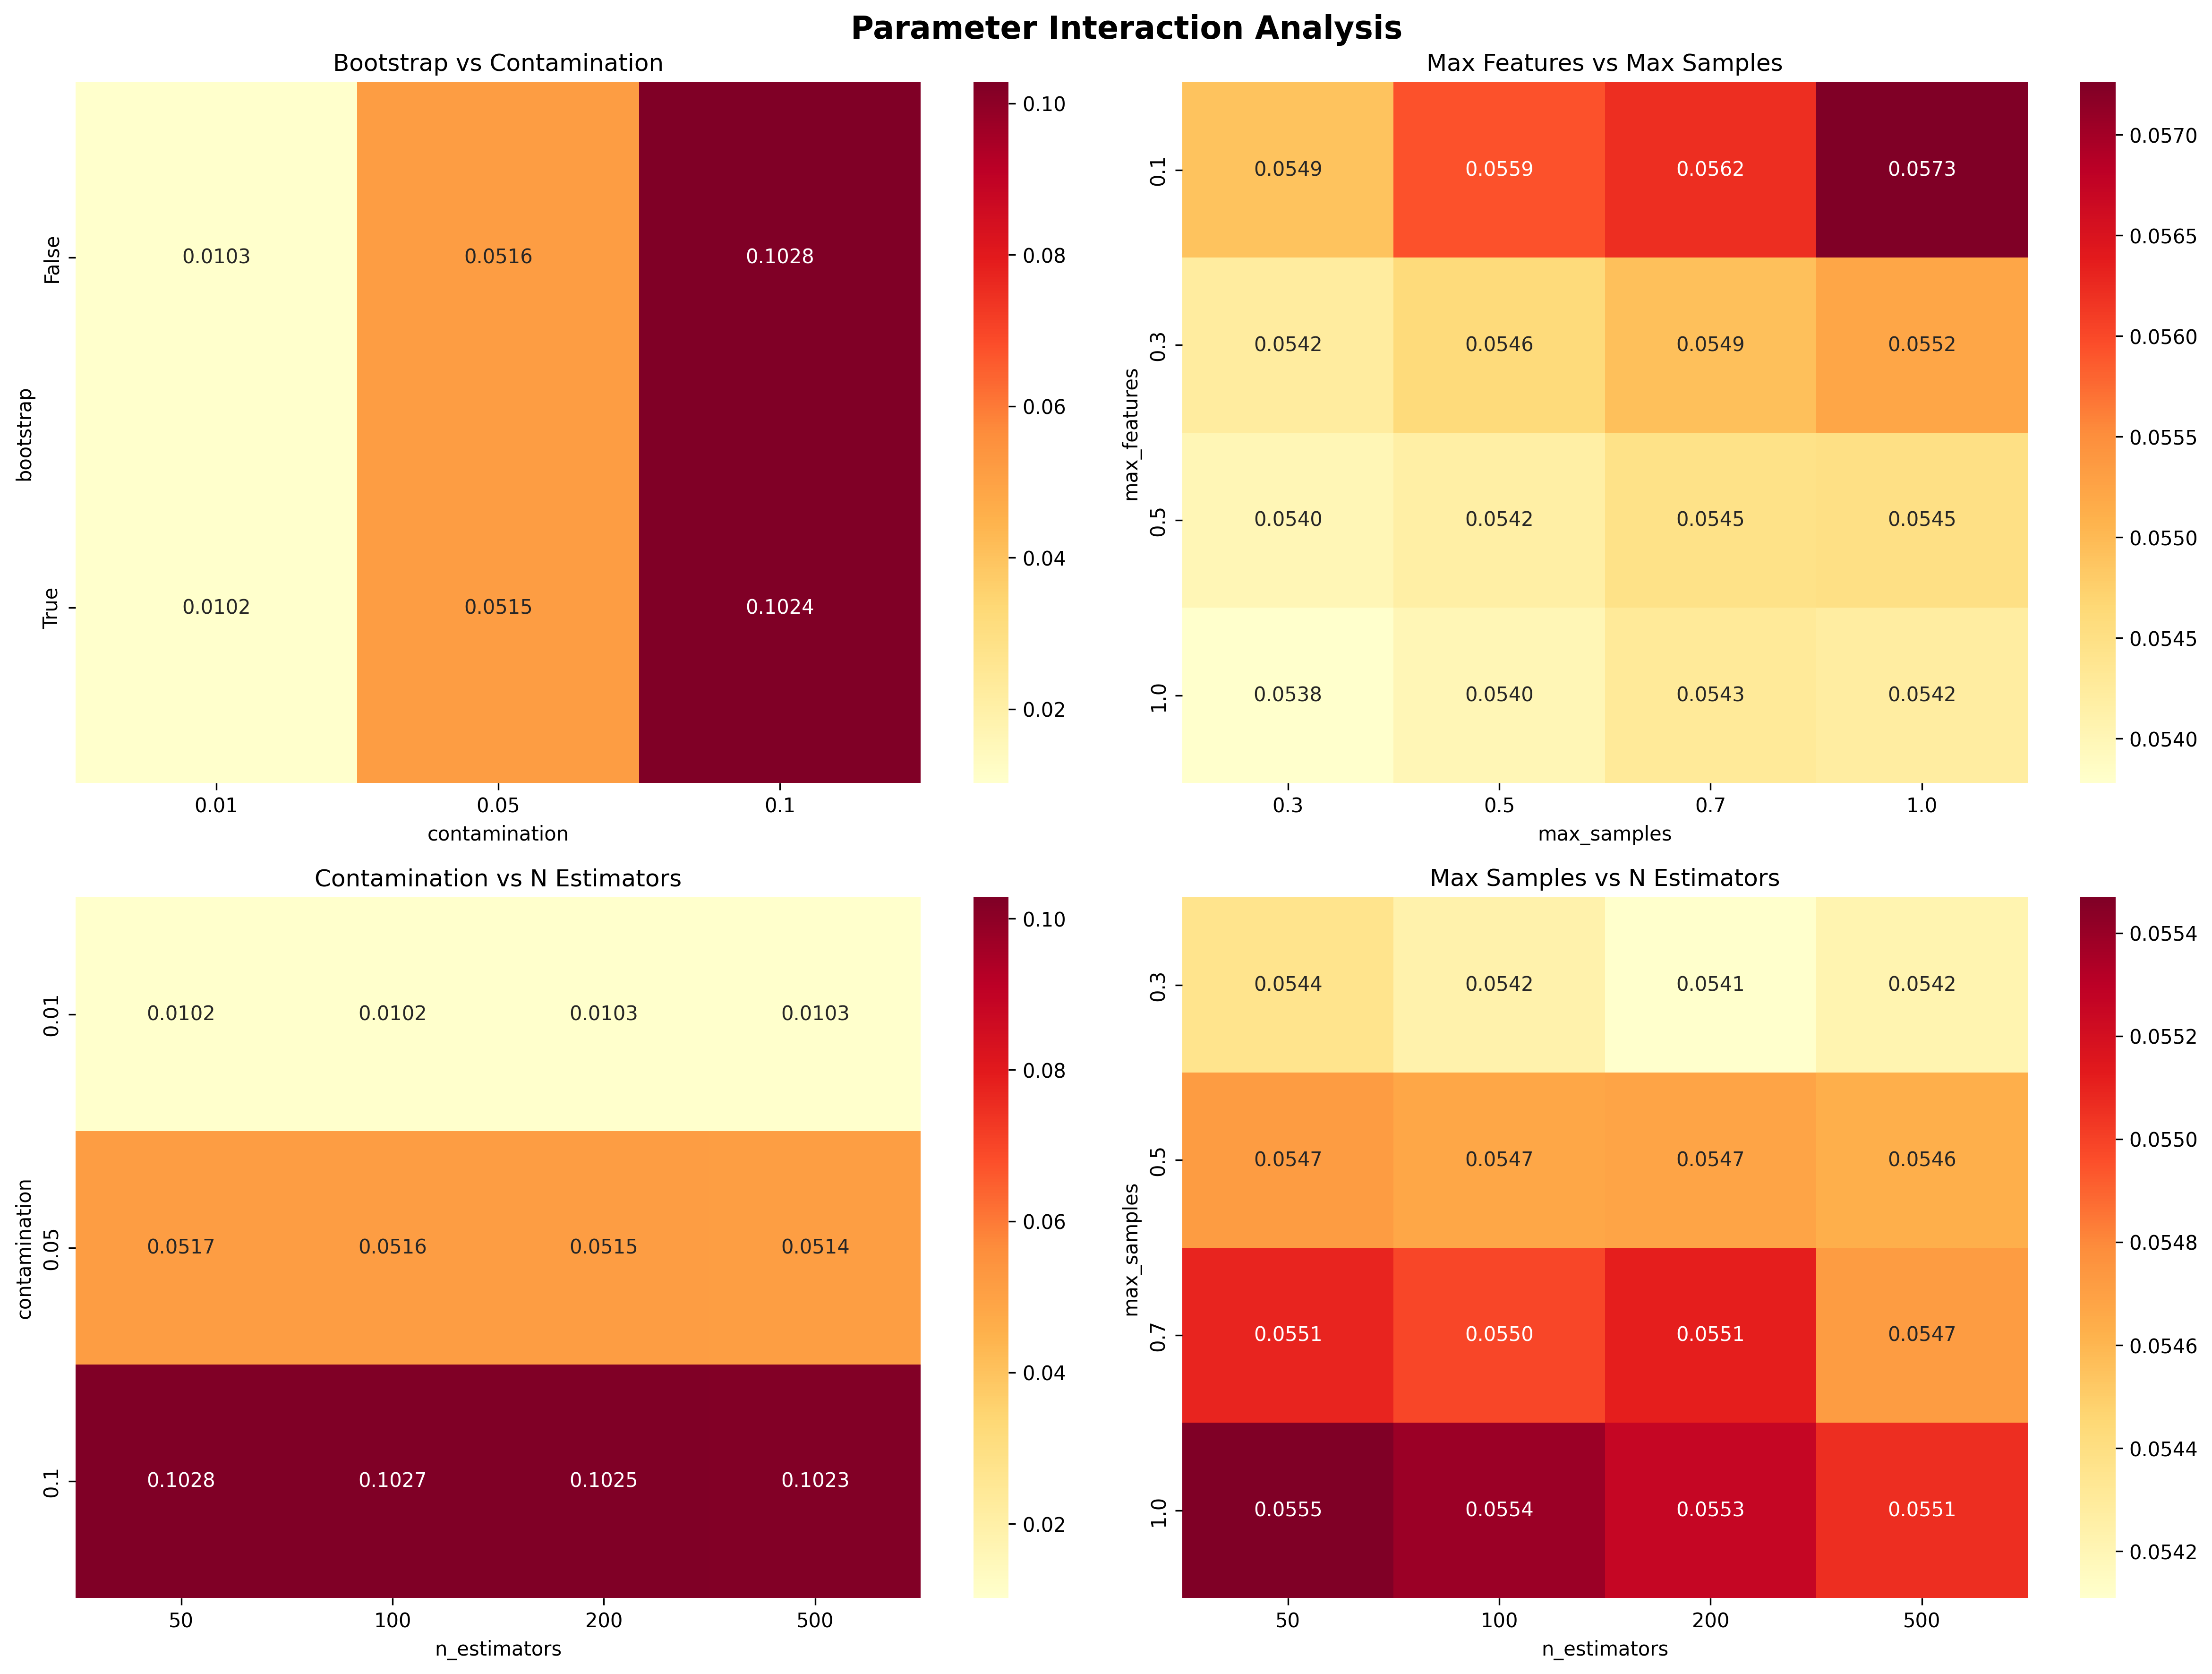 Parameter Interaction Analysis
Bootstrap vs Contamination
bootstrap
False
True
0.0103 0.0516 0.1028
0.0102 0.0515 0.1024
0.01 0.05 0.1
contamination
0.10
0.08
0.06
0.04
0.02
Max Features vs Max Samples
max_features
0.1
0.3
0.5
1.0
0.0549 0.0559 0.0562 0.0573
0.0542 0.0546 0.0549 0.0552
0.0540 0.0542 0.0545 0.0545
0.0538 0.0540 0.0543 0.0542
0.3 0.5 0.7 1.0
max_samples
0.0570
0.0565
0.0560
0.0555
0.0550
0.0545
0.0540
Contamination vs N Estimators
contamination
0.01
0.05
0.1
0.0102 0.0102 0.0103 0.0103
0.0517 0.0516 0.0515 0.0514
0.1028 0.1027 0.1025 0.1023
50 100 200 500
n_estimators
0.10
0.08
0.06
0.04
0.02
Max Samples vs N Estimators
max_samples
0.3
0.5
0.7
1.0
0.0544 0.0542 0.0541 0.0542
0.0547 0.0547 0.0547 0.0546
0.0551 0.0550 0.0551 0.0547
0.0555 0.0554 0.0553 0.0551
50 100 200 500
n_estimators
0.0554
0.0552
0.0550
0.0548
0.0546
0.0544
0.0542